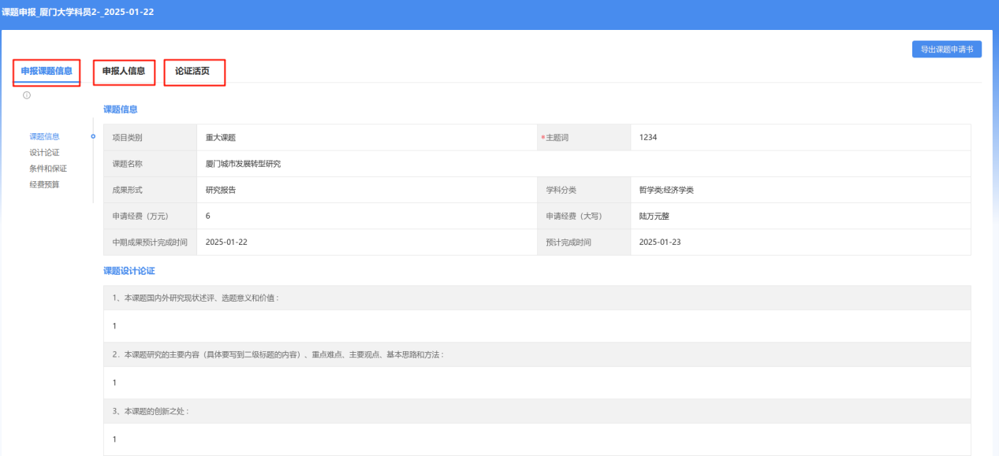 课题申报_厦门大学科员2-_2025-01-22
导出课题申请书
申报课题信息 申报人信息 论证活页
课题信息
课题信息
设计论证
条件和保证
经费预算
项目类别 重大课题 *主题词 1234
课题名称 厦门城市发展转型研究
成果形式 研究报告 学科分类 哲学类;经济学类
申请经费（万元） 6 申请经费（大写） 陆万元整
中期成果预计完成时间 2025-01-22 预计完成时间 2025-01-23
课题设计论证
1、本课题国内外研究现状述评、选题意义和价值：
1
2．本课题研究的主要内容（具体要写到二级标题的内容）、重点难点、主要观点、基本思路和方法：
1
3、本课题的创新之处：
1